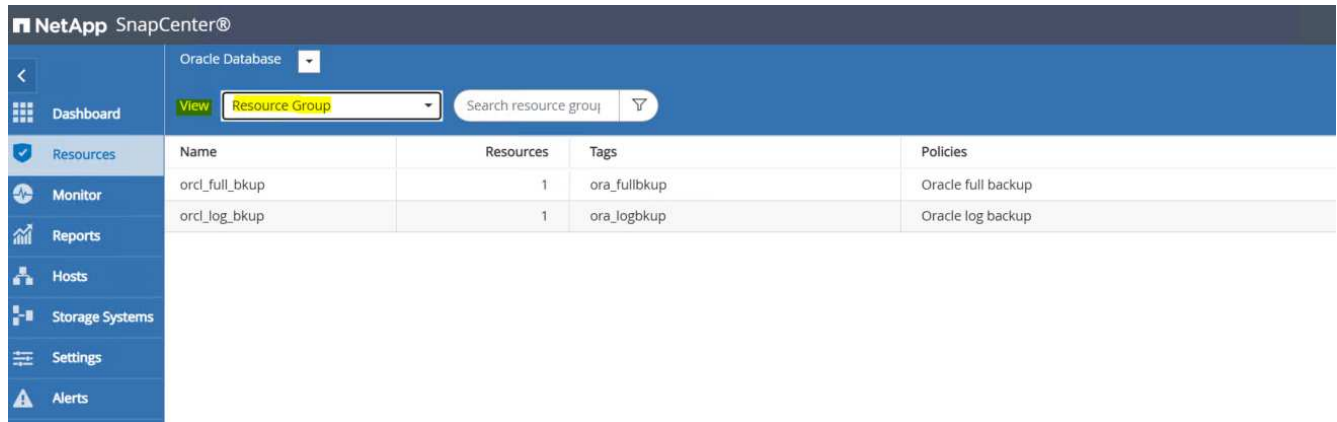 NetApp SnapCenter®
Oracle Database
View Resource Group Search resource grou
Dashboard
Resources
Monitor
Reports
Hosts
Storage Systems
Settings
Alerts
Name Resources Tags Policies
orcl_full_bkup 1 ora_fullbkup Oracle full backup
orcl_log_bkup 1 ora_logbkup Oracle log backup